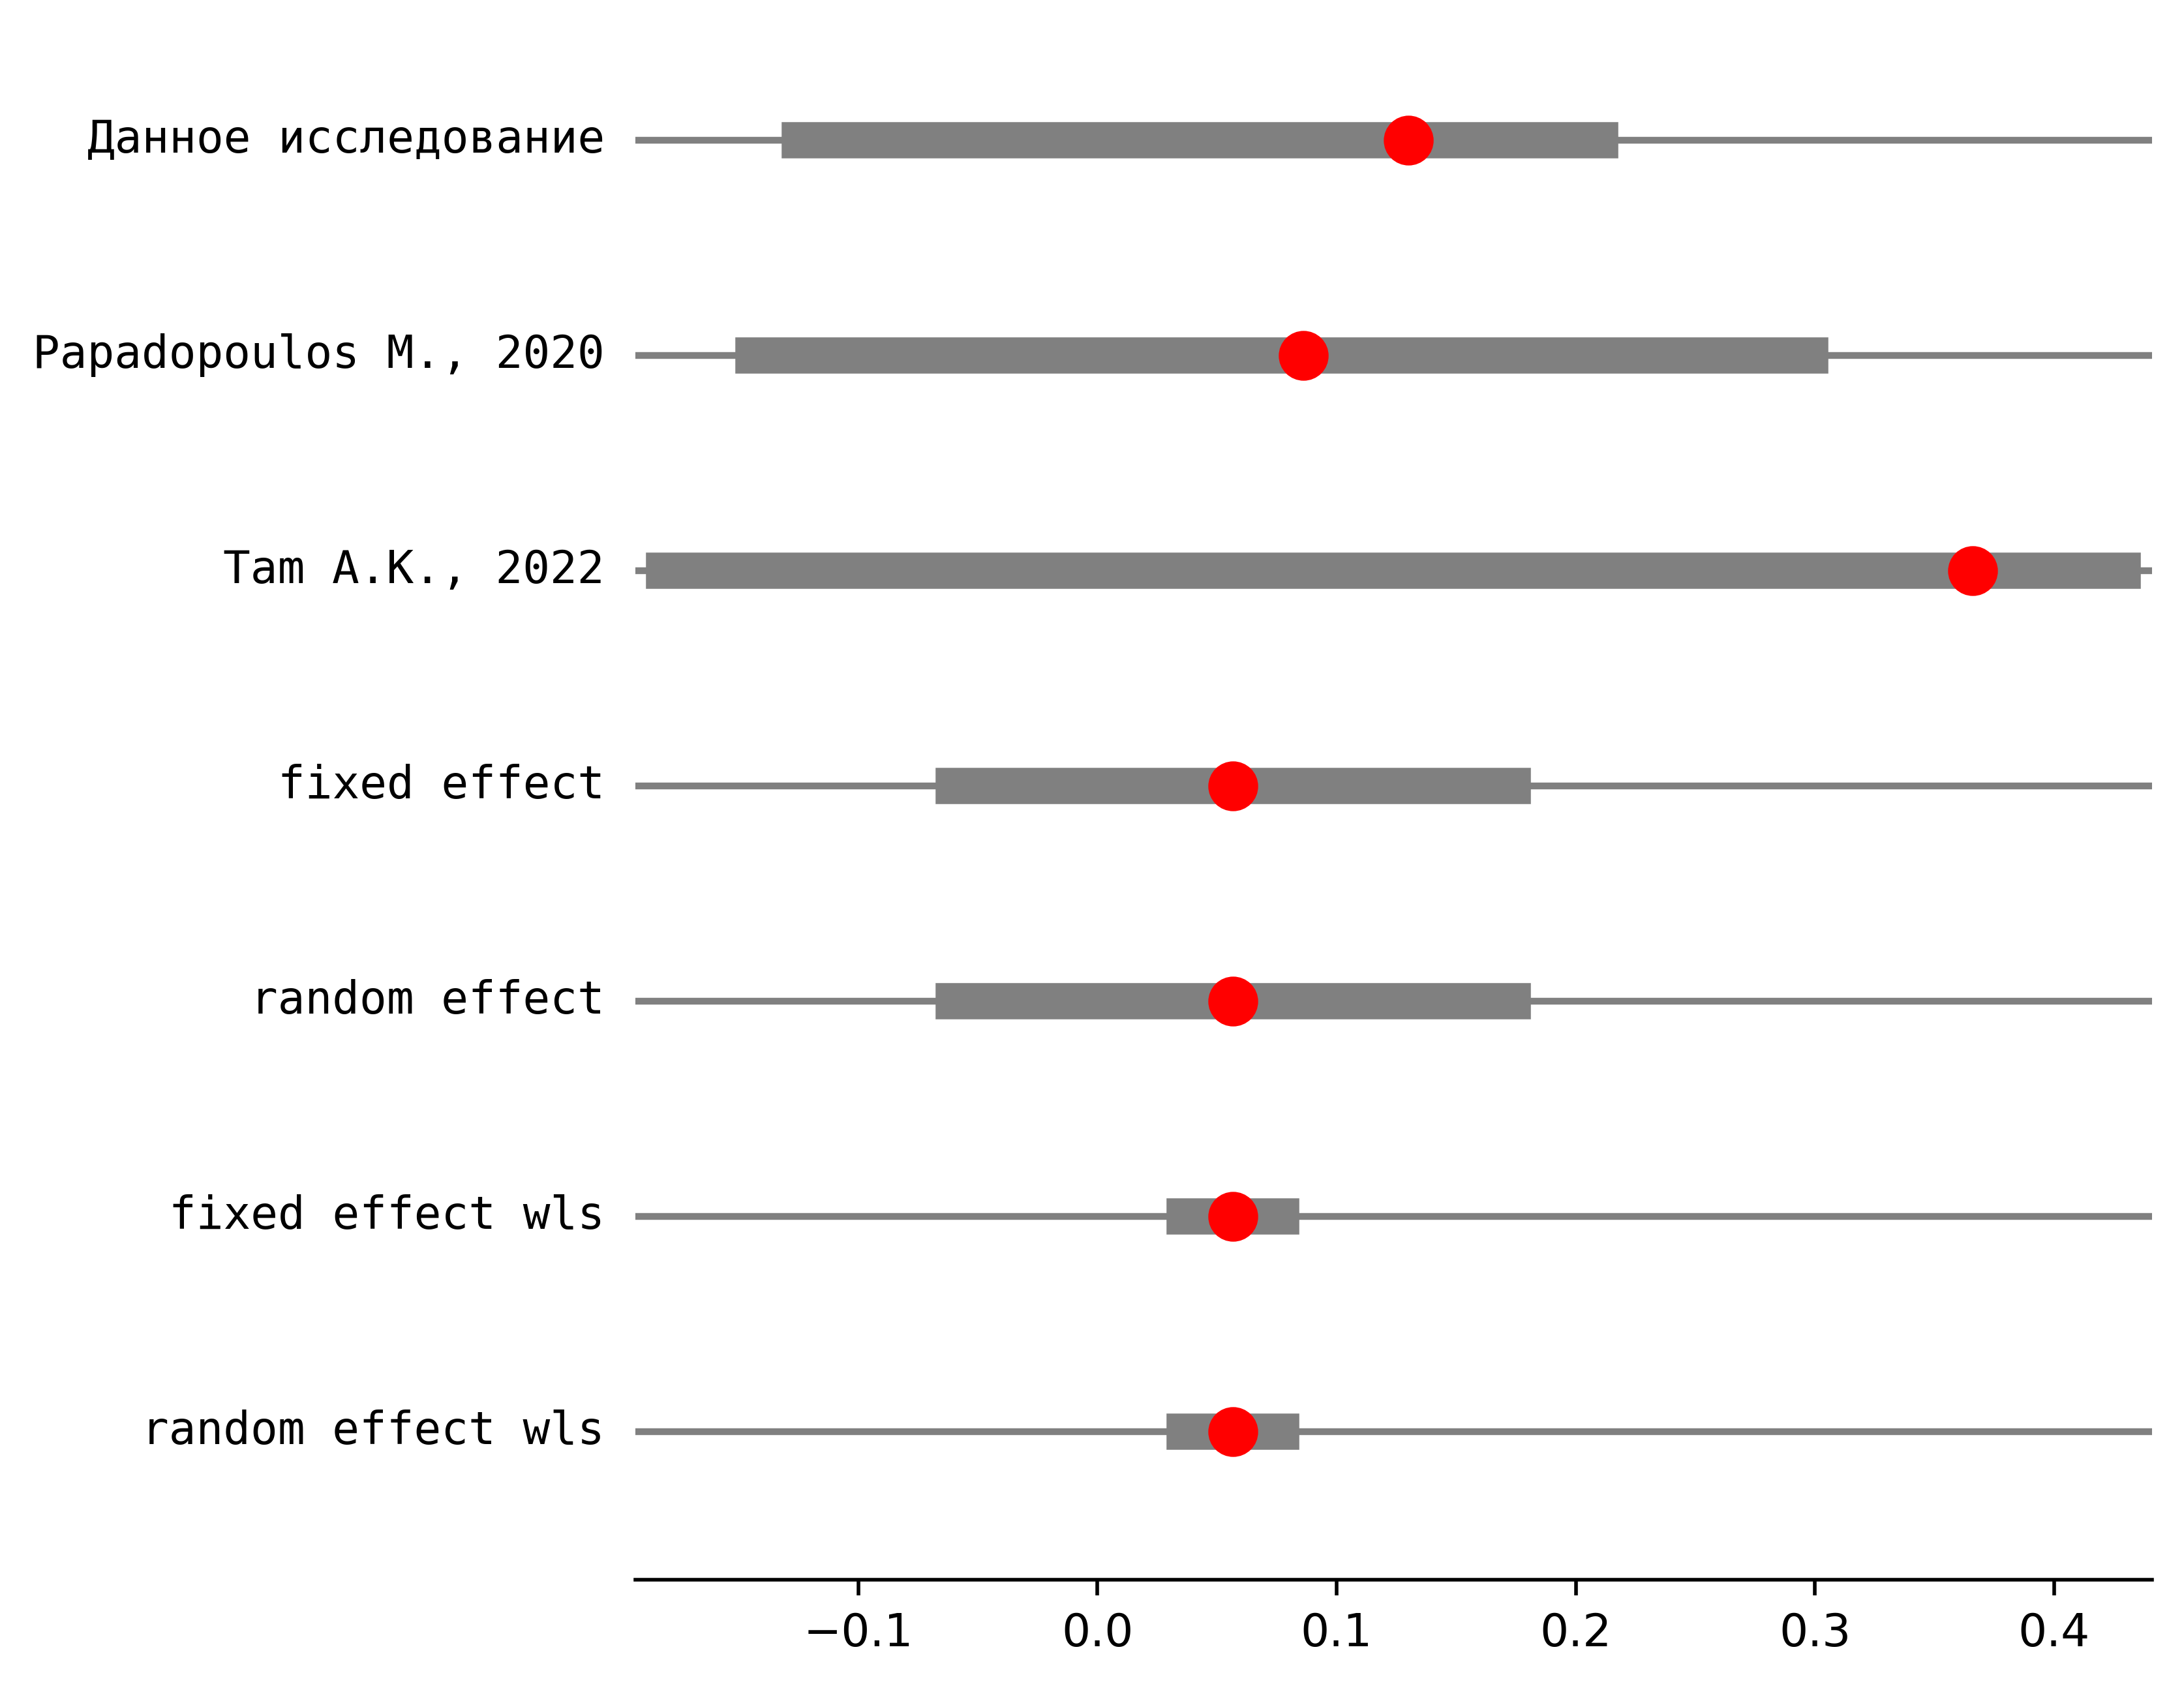 Данное исследование
Papadopoulos M., 2020
Tam A.K., 2022
fixed effect
random effect
fixed effect wls
random effect wls
−0.1 0.0 0.1 0.2 0.3 0.4